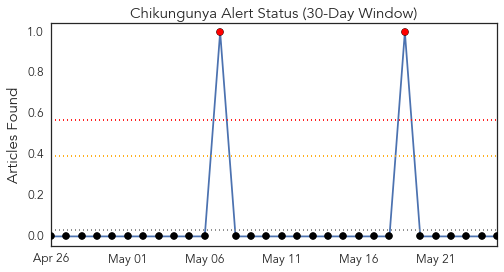 Chikungunya Alert Status (30-Day Window)
Articles Found
1.0
0.8
0.6
0.4
0.2
0.0
Apr 26 May 01 May 06 May 11 May 16 May 21